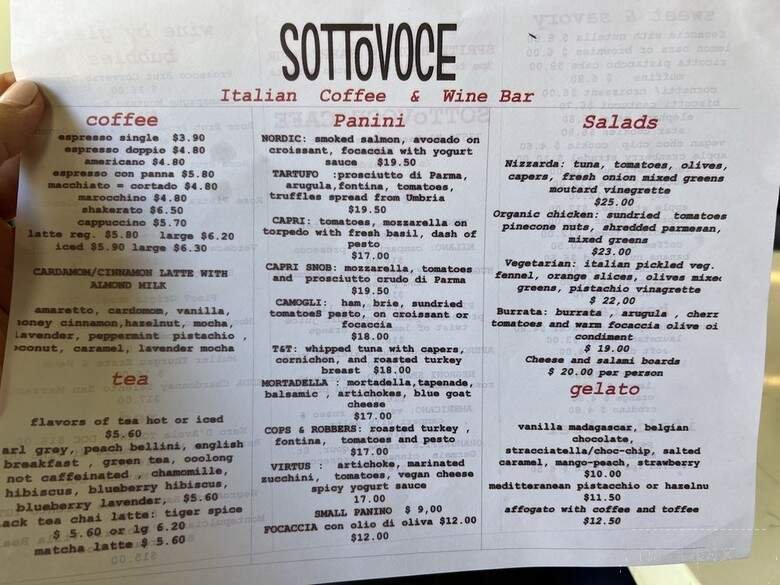 SOTTOVOCE
Italian Coffee & Wine Bar
coffee
espresso single $3.90
espresso doppio $4.80
americano $4.80
espresso con panna $5.80
macchiato = cortado $4.80
marocchino $4.80
shakerato $6.50
cappuccino $5.70
latte reg. $5.80 large $6.20
iced $5.90 large $6.30
CARDAMOM/CINNAMON LATTE WITH
ALMOND MILK
amaretto, cardomom, vanilla,
honey cinnamon,hazelnut, mocha,
lavender, peppermint pistachio ,
oconut, caramel, lavender mocha
tea
flavors of tea hot or iced
$5.60
arl grey, peach bellini, english
breakfast , green tea, ooolong
not caffeinated , chamomille,
hibiscus, blueberry hibiscus,
blueberry lavender, $5.60
ack tea chai latte: tiger spice
$ 5.60 or lg 6.20
matcha latte $ 5.60
Panini
NORDIC: smoked salmon, avocado on
croissant, focaccia with yogurt
sauce $19.50
TARTUFO :prosciutto di Parma,
arugula,fontina, tomatoes,
truffles spread from Umbria
$19.50
CAPRI: tomatoes, mozzarella on
torpedo with fresh basil, dash of
pesto
$17.00
CAPRI SNOB: mozzarella, tomatoes
and prosciutto crudo di Parma
$19.50
CAMOGLI: ham, brie, sundried
tomatoeS pesto, on croissant or
focaccia
$18.00
T&T: whipped tuna with capers,
cornichon, and roasted turkey
breast $18.00
MORTADELLA : mortadella,tapenade,
balsamic , artichokes, blue goat
cheese
$17.00
COPS & ROBBERS: roasted turkey ,
fontina, tomatoes and pesto
$17.00
VIRTUS : artichoke, marinated
zucchini, tomatoes, vegan cheese
spicy yogurt sauce
17.00
SMALL PANINO $ 9,00
FOCACCIA con olio di oliva $12.00
$12.00
Salads
Nizzarda: tuna, tomatoes, olives,
capers, fresh onion mixed greens
moutard vinegrette
$25.00
Organic chicken: sundried tomatoes
pinecone nuts, shredded parmesan,
mixed greens
$23.00
Vegetarian: italian pickled veg.
fennel, orange slices, olives mixed
greens, pistachio vinagrette
$ 22,00
Burrata: burrata , arugula , cherr
tomatoes and warm focaccia olive oi
condiment
$ 19.00
Cheese and salami boards
$ 20.00 per person
gelato
vanilla madagascar, belgian
chocolate,
stracciatella/choc-chip, salted
caramel, mango-peach, strawberry
$10.00
mediterranean pistacchio or hazelnu
$11.50
affogato with coffee and toffee
$12.50